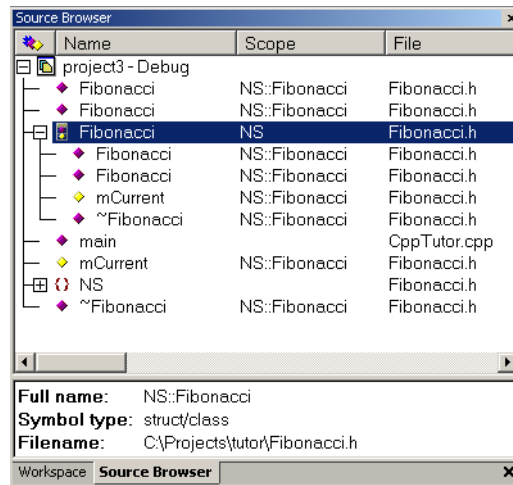 Source Browser
Name Scope File
project3 - Debug
Fibonacci NS::Fibonacci Fibonacci.h
Fibonacci NS::Fibonacci Fibonacci.h
Fibonacci NS Fibonacci.h
Fibonacci NS::Fibonacci Fibonacci.h
Fibonacci NS::Fibonacci Fibonacci.h
mCurrent NS::Fibonacci Fibonacci.h
~Fibonacci NS::Fibonacci Fibonacci.h
main CppTutor.cpp
mCurrent NS::Fibonacci Fibonacci.h
NS Fibonacci.h
~Fibonacci NS::Fibonacci Fibonacci.h
Full name: NS::Fibonacci
Symbol type: struct/class
Filename: C:\Projects\tutor\Fibonacci.h
Workspace Source Browser